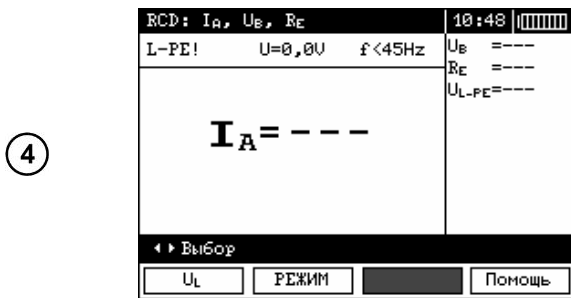 RCD: IA, UB, RE 10:48
L-PE! U=0,0V f<45Hz
UB =---
RE =---
UL-PE=---
IA=---
4
Выбор
UL РЕЖИМ Помощь